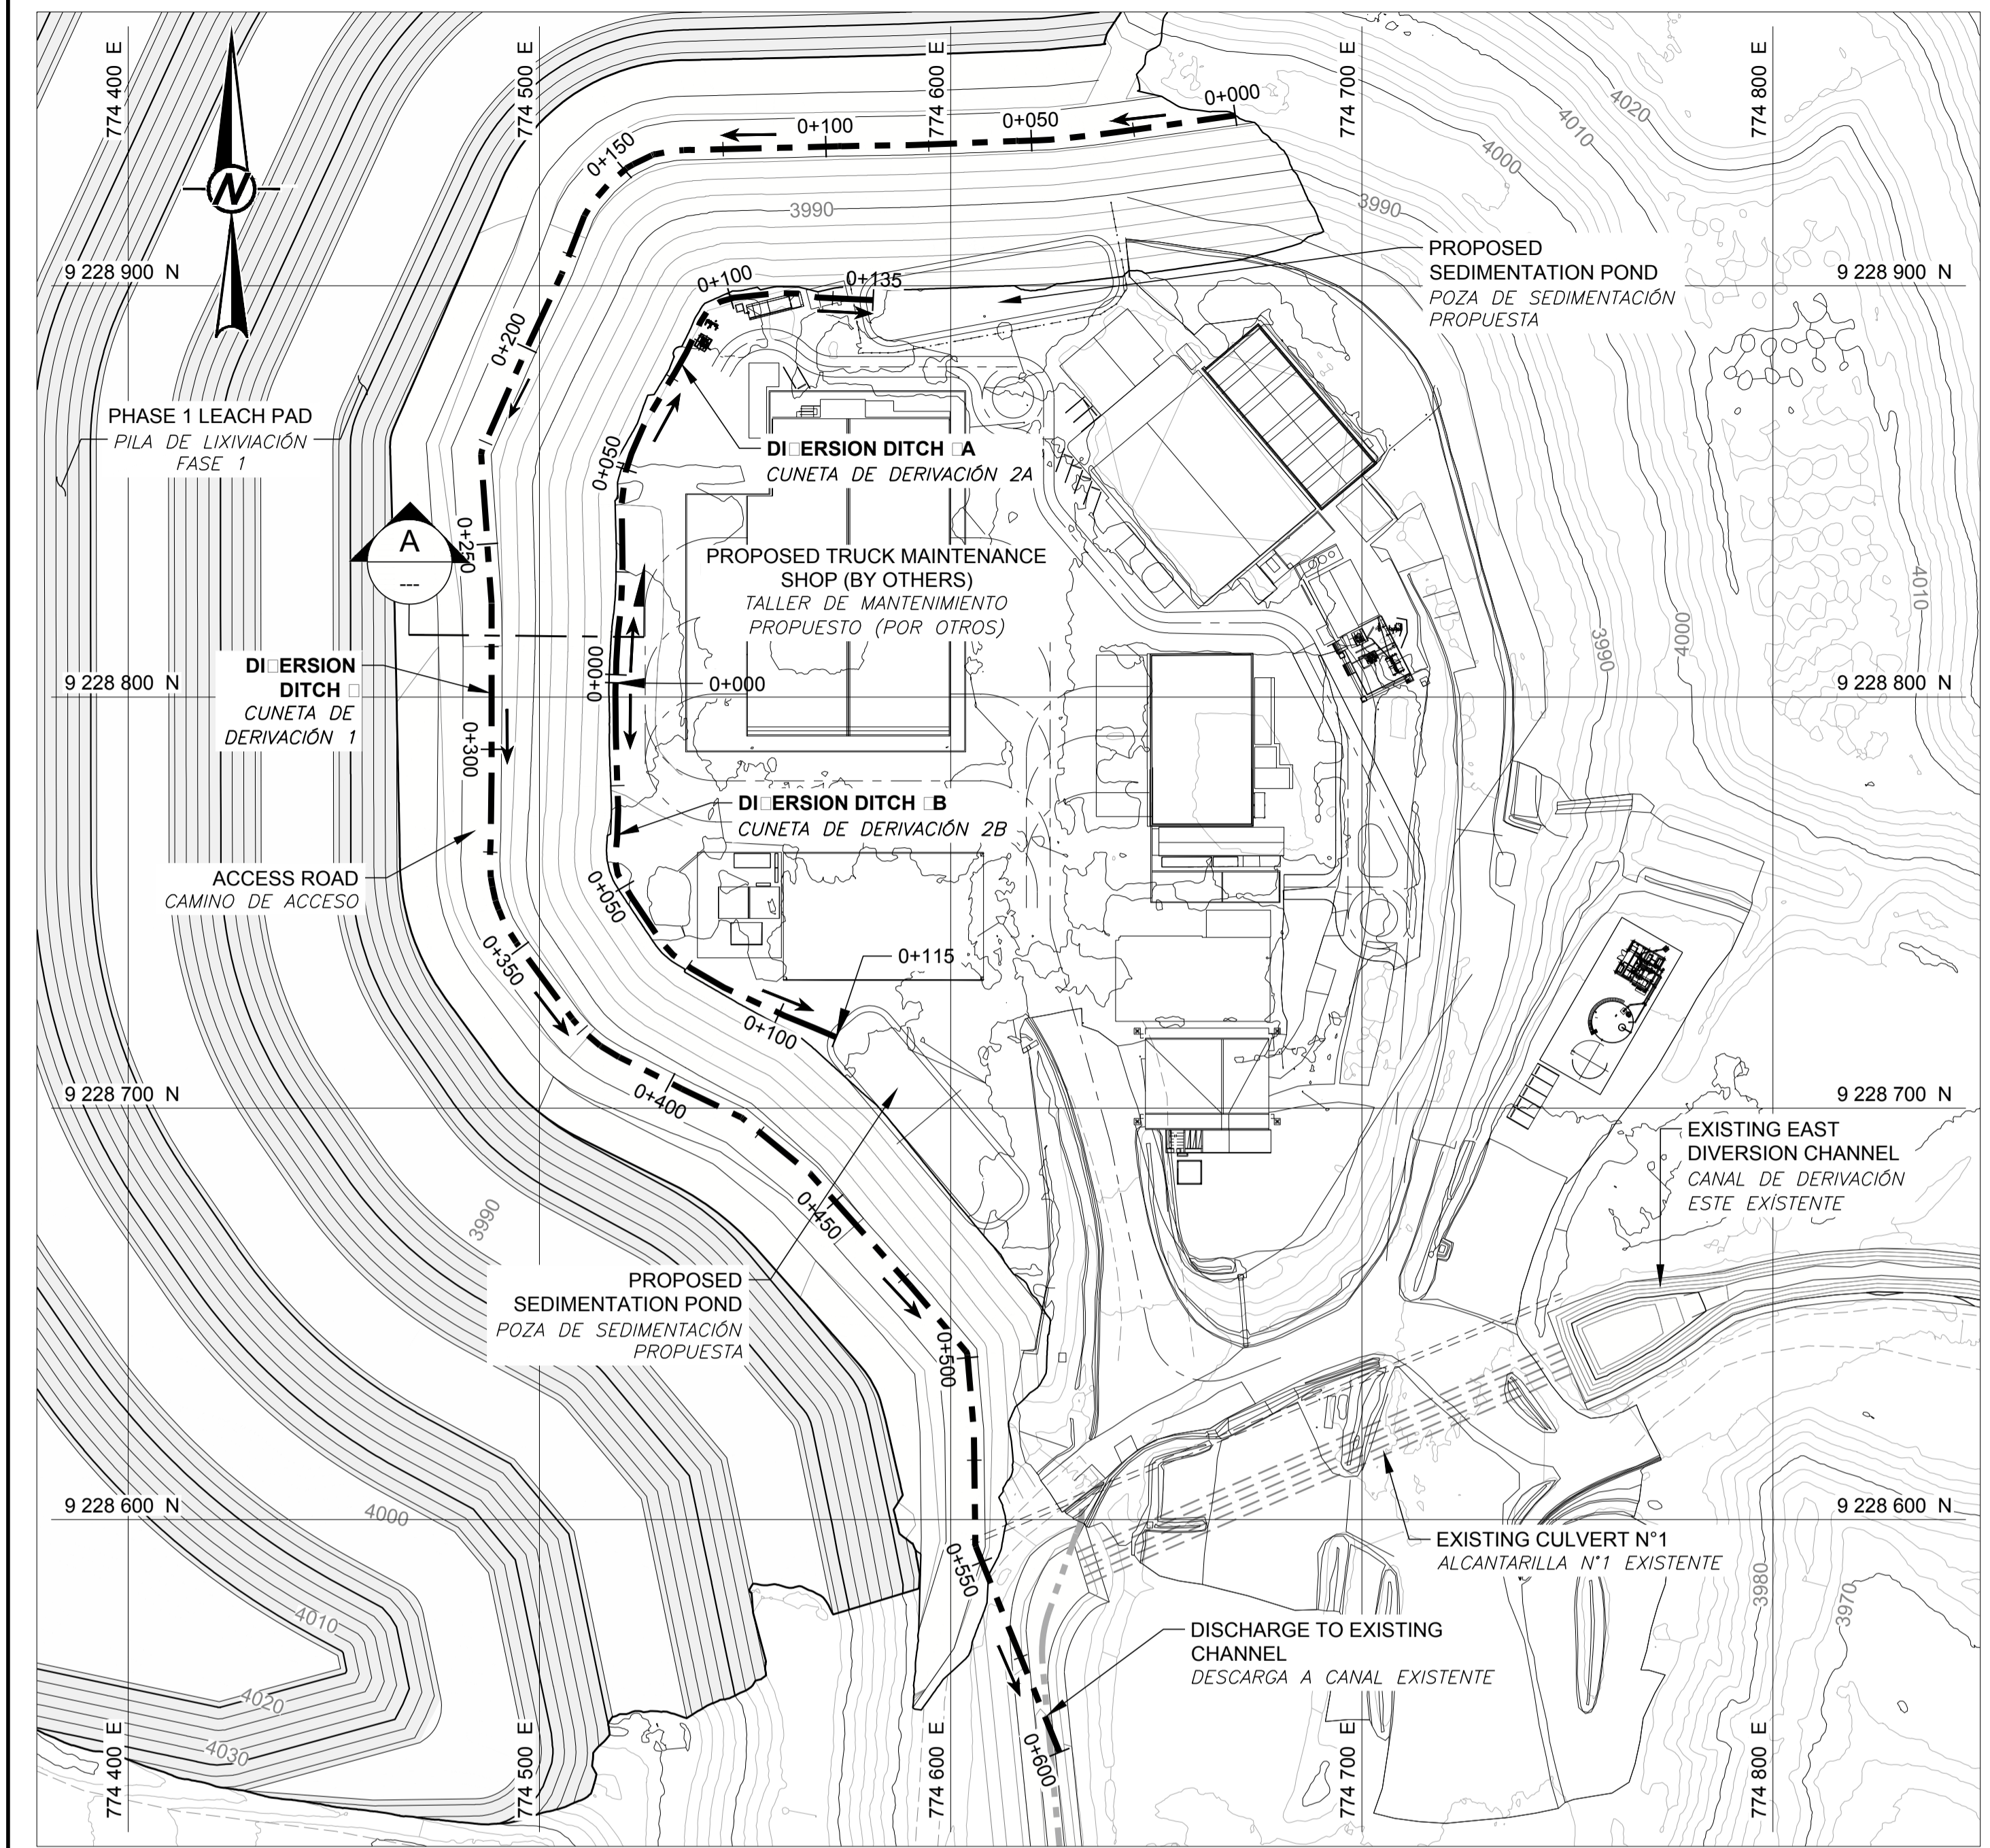 774 400 E
774 500 E
774 600 E
774 700 E
774 800 E
4020
4010
4000
3990
0+000
0+050
0+100
0+150
3990
N
9 228 900 N
9 228 900 N
PROPOSED
SEDIMENTATION POND
POZA DE SEDIMENTACIÓN
PROPUESTA
0+100
0+135
0+200
PHASE 1 LEACH PAD
PILA DE LIXIVIACIÓN
FASE 1
0+050
DI□ERSION DITCH □A
CUNETA DE DERIVACIÓN 2A
A
---
0+250
PROPOSED TRUCK MAINTENANCE
SHOP (BY OTHERS)
TALLER DE MANTENIMIENTO
PROPUESTO (POR OTROS)
4010
4000
3990
DI□ERSION
DITCH □
CUNETA DE
DERIVACIÓN 1
0+000
0+000
9 228 800 N
9 228 800 N
0+300
DI□ERSION DITCH □B
CUNETA DE DERIVACIÓN 2B
ACCESS ROAD
CAMINO DE ACCESO
0+050
0+350
0+115
0+100
0+400
9 228 700 N
9 228 700 N
EXISTING EAST
DIVERSION CHANNEL
CANAL DE DERIVACIÓN
ESTE EXISTENTE
0+450
3990
PROPOSED
SEDIMENTATION POND
POZA DE SEDIMENTACIÓN
PROPUESTA
0+500
9 228 600 N
9 228 600 N
4000
EXISTING CULVERT N°1
ALCANTARILLA N°1 EXISTENTE
0+550
3980
3970
4010
DISCHARGE TO EXISTING
CHANNEL
DESCARGA A CANAL EXISTENTE
4020
4030
0+600
774 400 E
774 500 E
774 600 E
774 700 E
774 800 E